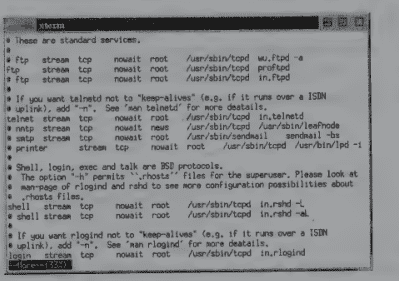 xterm
# These are standard services.
#
# ftp stream tcp nowait root /usr/sbin/tcpd wu.ftpd -a
ftp stream tcp nowait root /usr/sbin/tcpd proftpd
# ftp stream tcp nowait root /usr/sbin/tcpd in.ftpd
#
# If you want telnetd not to "keep-alives" (e.g. if it runs over a ISDN
# uplink), add "-n". See 'man telnetd' for more deatails.
telnet stream tcp nowait root /usr/sbin/tcpd in.telnetd
# nntp stream tcp nowait news /usr/sbin/tcpd /usr/sbin/leafnode
# smtp stream tcp nowait root /usr/sbin/sendmail sendmail -bs
# printer stream tcp nowait root /usr/sbin/tcpd /usr/bin/lpd -i
#
# Shell, login, exec and talk are BSD protocols.
# The option "-h" permits ``.rhosts'' files for the superuser. Please look at
# man-page of rlogind and rshd to see more configuration possibilities about
# .rhosts files.
shell stream tcp nowait root /usr/sbin/tcpd in.rshd -L
# shell stream tcp nowait root /usr/sbin/tcpd in.rshd -aL
#
# If you want rlogind not to "keep-alives" (e.g. if it runs over a ISDN
# uplink), add "-n". See 'man rlogind' for more deatails.
login stream tcp nowait root /usr/sbin/tcpd in.rlogind